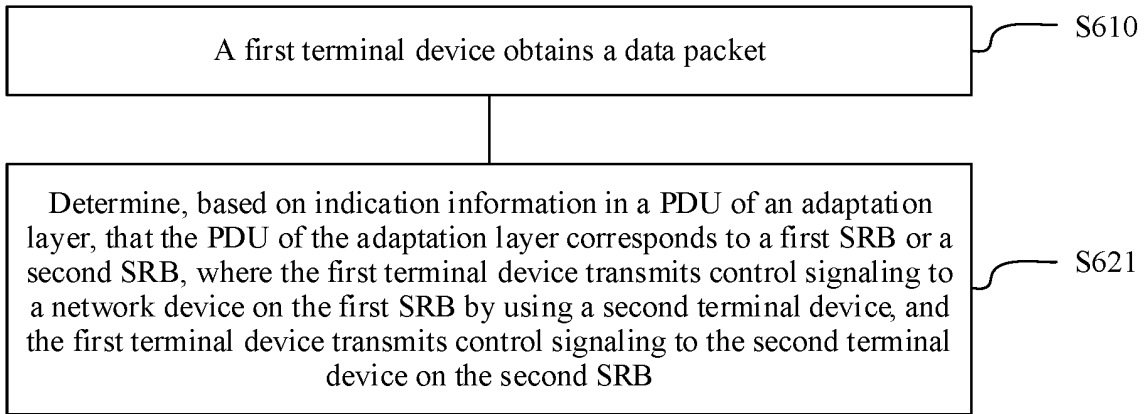 A first terminal device obtains a data packet
S610
Determine, based on indication information in a PDU of an adaptation
layer, that the PDU of the adaptation layer corresponds to a first SRB or a
second SRB, where the first terminal device transmits control signaling to
a network device on the first SRB by using a second terminal device, and
the first terminal device transmits control signaling to the second terminal
device on the second SRB
S621